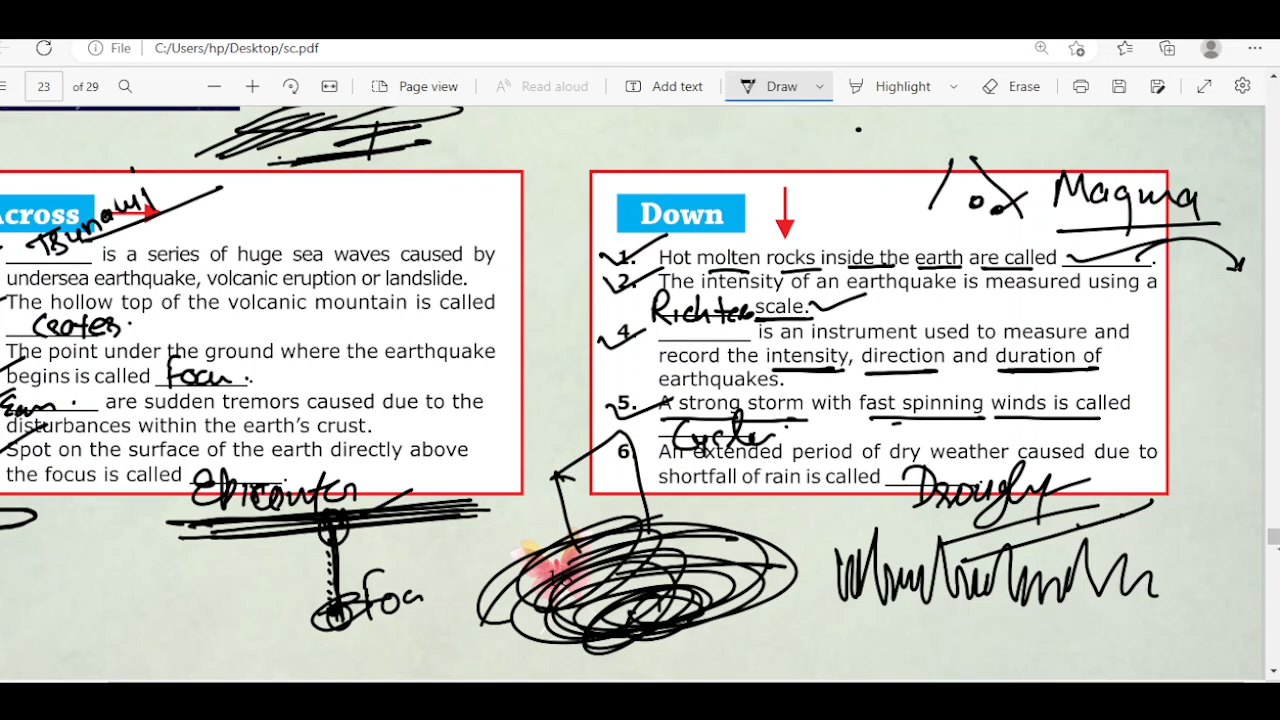 File C:/Users/hp/Desktop/sc.pdf
23 of 29 Page view Read aloud Add text Draw Highlight Erase
Across
Tsunami
is a series of huge sea waves caused by
undersea earthquake, volcanic eruption or landslide.
The hollow top of the volcanic mountain is called
Crater.
The point under the ground where the earthquake
begins is called Focus.
are sudden tremors caused due to the
disturbances within the earth's crust.
Spot on the surface of the earth directly above
the focus is called
Epicenter
Foc
Down
Magma
1. Hot molten rocks inside the earth are called
2. The intensity of an earthquake is measured using a
Richter scale.
4. is an instrument used to measure and
record the intensity, direction and duration of
earthquakes.
5. A strong storm with fast spinning winds is called
6. An extended period of dry weather caused due to
shortfall of rain is called Drought